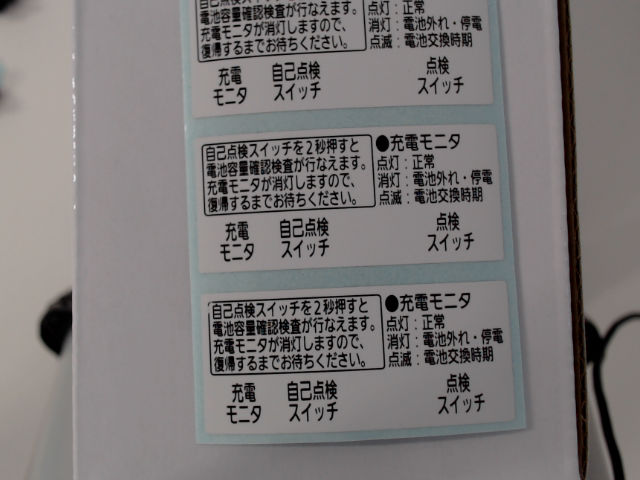 自己点検スイッチを2秒押すと
電池容量確認検査が行なえます。
充電モニタが消灯しますので、
復帰するまでお待ちください。
点灯：正常
消灯：電池外れ・停電
点滅：電池交換時期
充電
モニタ
自己点検
スイッチ
点検
スイッチ
自己点検スイッチを2秒押すと
電池容量確認検査が行なえます。
充電モニタが消灯しますので、
復帰するまでお待ちください。
●充電モニタ
点灯：正常
消灯：電池外れ・停電
点滅：電池交換時期
充電
モニタ
自己点検
スイッチ
点検
スイッチ
自己点検スイッチを2秒押すと
電池容量確認検査が行なえます。
充電モニタが消灯しますので、
復帰するまでお待ちください。
●充電モニタ
点灯：正常
消灯：電池外れ・停電
点滅：電池交換時期
充電
モニタ
自己点検
スイッチ
点検
スイッチ